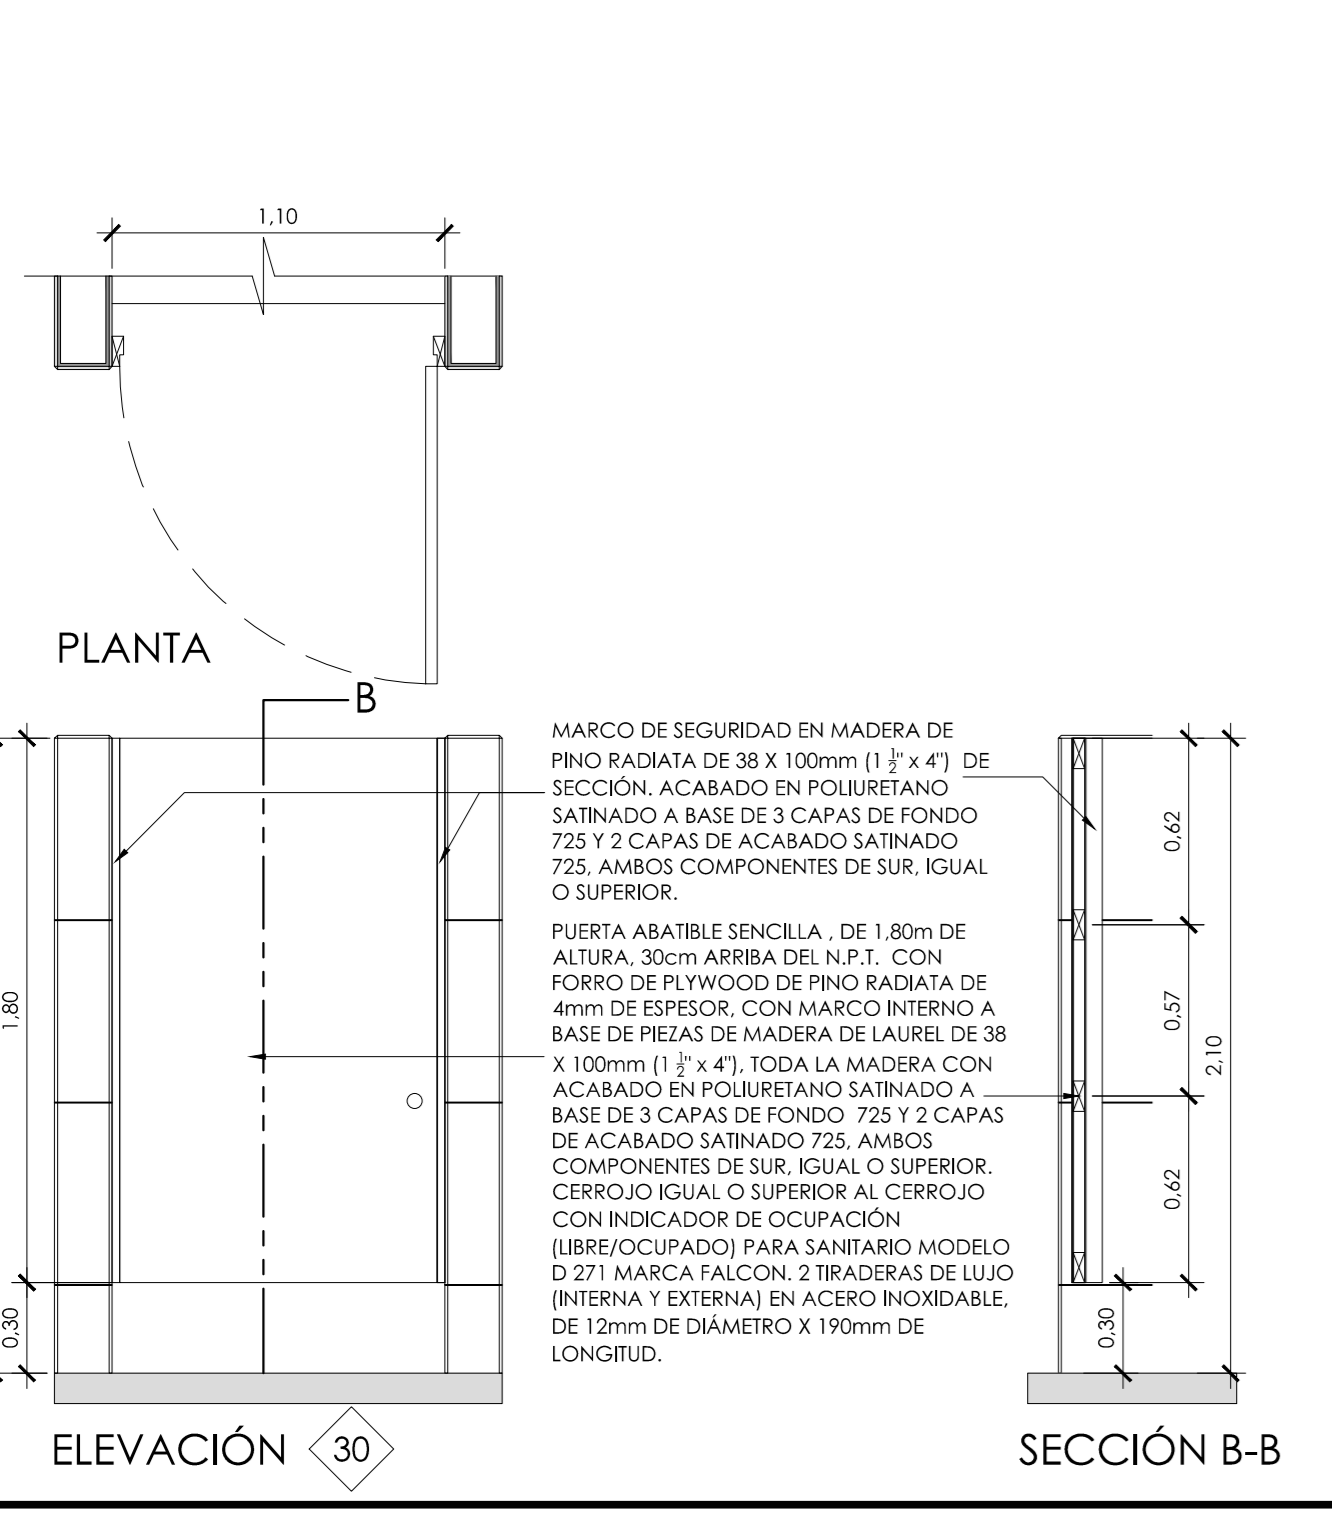 1,10
PLANTA
B
MARCO DE SEGURIDAD EN MADERA DE
PINO RADIATA DE 38 X 100mm (1 1/2" x 4") DE
SECCIÓN. ACABADO EN POLIURETANO
SATINADO A BASE DE 3 CAPAS DE FONDO
725 Y 2 CAPAS DE ACABADO SATINADO
725, AMBOS COMPONENTES DE SUR, IGUAL
O SUPERIOR.
PUERTA ABATIBLE SENCILLA , DE 1,80m DE
ALTURA, 30cm ARRIBA DEL N.P.T. CON
FORRO DE PLYWOOD DE PINO RADIATA DE
4mm DE ESPESOR, CON MARCO INTERNO A
BASE DE PIEZAS DE MADERA DE LAUREL DE 38
X 100mm (1 1/2" x 4"), TODA LA MADERA CON
ACABADO EN POLIURETANO SATINADO A
BASE DE 3 CAPAS DE FONDO 725 Y 2 CAPAS
DE ACABADO SATINADO 725, AMBOS
COMPONENTES DE SUR, IGUAL O SUPERIOR.
CERROJO IGUAL O SUPERIOR AL CERROJO
CON INDICADOR DE OCUPACIÓN
(LIBRE/OCUPADO) PARA SANITARIO MODELO
D 271 MARCA FALCON. 2 TIRADERAS DE LUJO
(INTERNA Y EXTERNA) EN ACERO INOXIDABLE,
DE 12mm DE DIÁMETRO X 190mm DE
LONGITUD.
1,80
0,30
0,62
0,57
0,62
2,10
0,30
ELEVACIÓN
30
SECCIÓN B-B